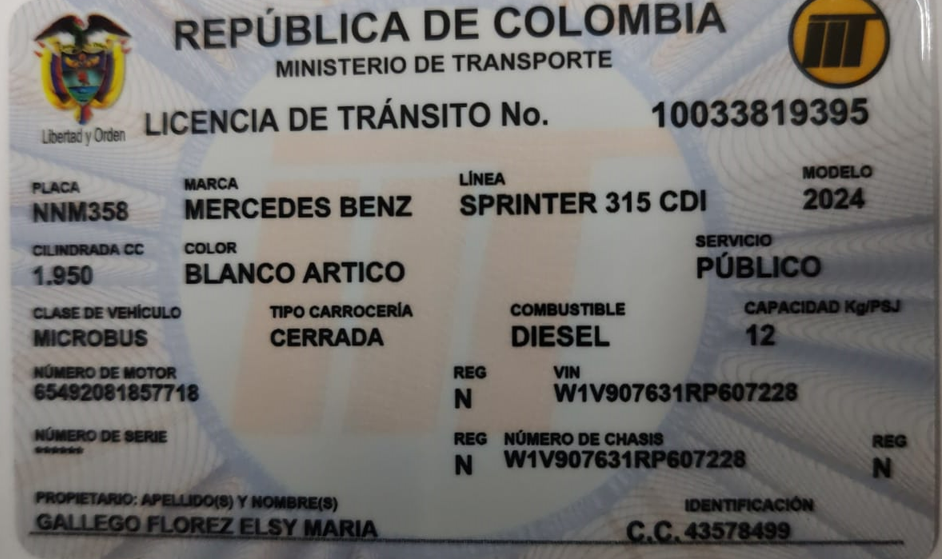 REPÚBLICA DE COLOMBIA
MINISTERIO DE TRANSPORTE
Libertad y Orden
LICENCIA DE TRÁNSITO No. 10033819395
PLACA MARCA LÍNEA MODELO
NNM358 MERCEDES BENZ SPRINTER 315 CDI 2024
CILINDRADA CC COLOR SERVICIO
1.950 BLANCO ARTICO PÚBLICO
CLASE DE VEHÍCULO TIPO CARROCERÍA COMBUSTIBLE CAPACIDAD Kg/PSJ
MICROBUS CERRADA DIESEL 12
NÚMERO DE MOTOR REG VIN
65492081857718 N W1V907631RP607228
NÚMERO DE SERIE REG NÚMERO DE CHASIS REG
****** N W1V907631RP607228 N
PROPIETARIO: APELLIDO(S) Y NOMBRE(S) IDENTIFICACIÓN
GALLEGO FLOREZ ELSY MARIA C.C. 43578499